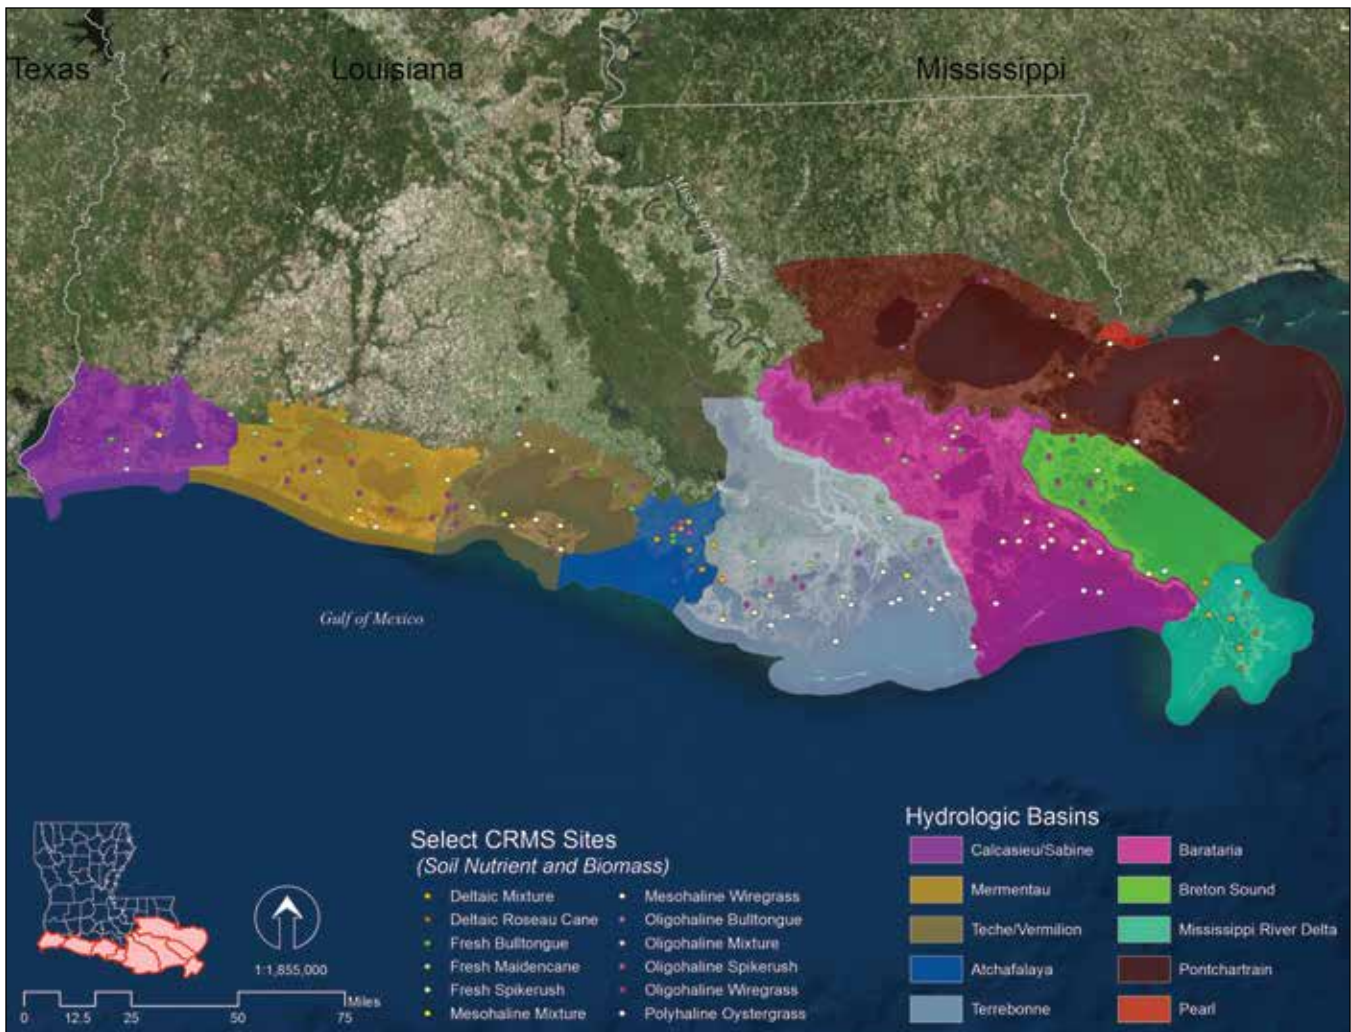 Texas
Louisiana
Mississippi
Mississippi River
Gulf of Mexico
Select CRMS Sites
(Soil Nutrient and Biomass)
Deltaic Mixture
Deltaic Roseau Cane
Fresh Bulltongue
Fresh Maidencane
Fresh Spikerush
Mesohaline Mixture
Mesohaline Wiregrass
Oligohaline Bulltongue
Oligohaline Mixture
Oligohaline Spikerush
Oligohaline Wiregrass
Polyhaline Oystergrass
Hydrologic Basins
Calcasieu/Sabine
Mermentau
Teche/Vermilion
Atchafalaya
Terrebonne
Barataria
Breton Sound
Mississippi River Delta
Pontchartrain
Pearl
1:1,855,000
Miles
0 12.5 25 50 75